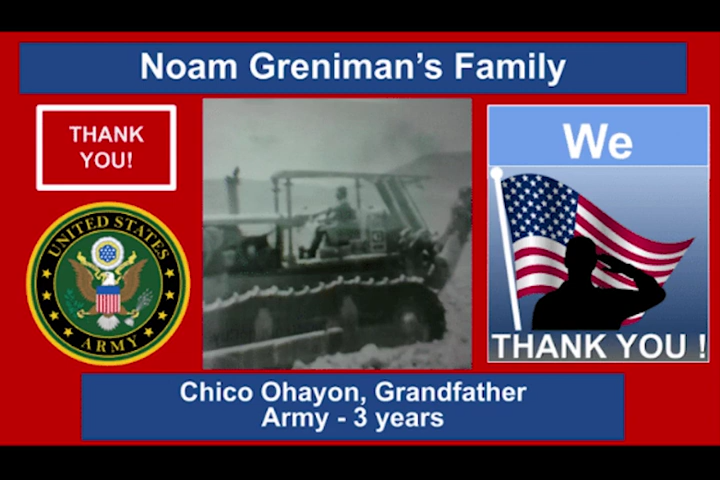 Noam Greniman’s Family
THANK
YOU!
We
UNITED STATES
ARMY
THANK YOU !
Chico Ohayon, Grandfather
Army - 3 years